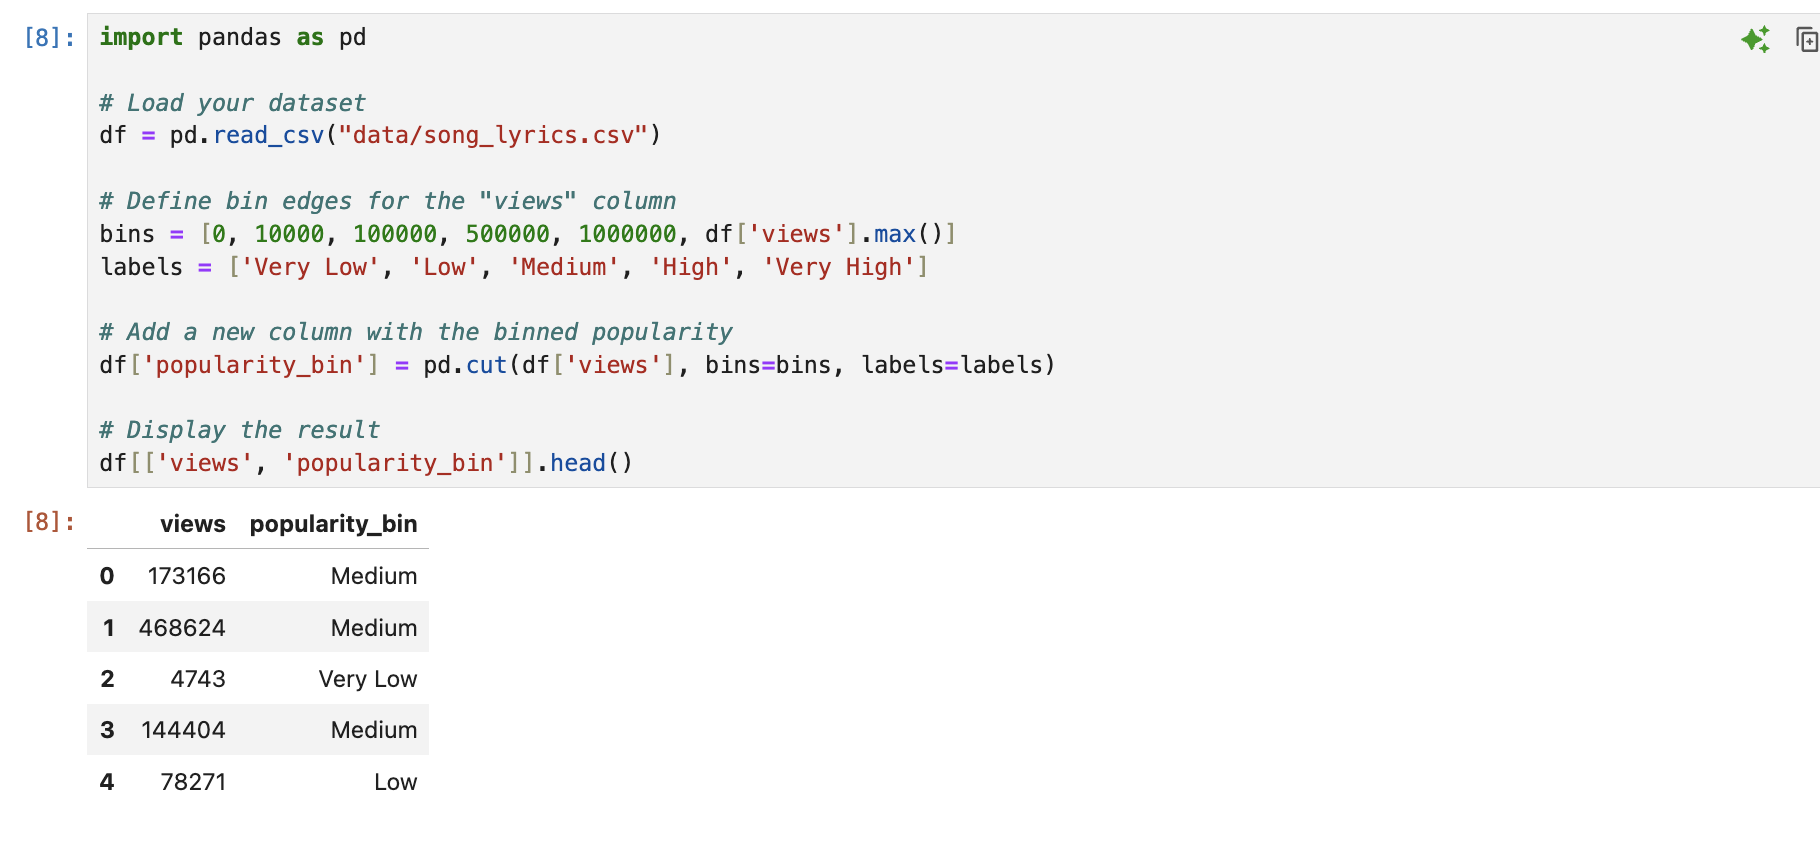 [8]: import pandas as pd
# Load your dataset
df = pd.read_csv("data/song_lyrics.csv")
# Define bin edges for the "views" column
bins = [0, 10000, 100000, 500000, 1000000, df['views'].max()]
labels = ['Very Low', 'Low', 'Medium', 'High', 'Very High']
# Add a new column with the binned popularity
df['popularity_bin'] = pd.cut(df['views'], bins=bins, labels=labels)
# Display the result
df[['views', 'popularity_bin']].head()
[8]: views popularity_bin
0 173166 Medium
1 468624 Medium
2 4743 Very Low
3 144404 Medium
4 78271 Low